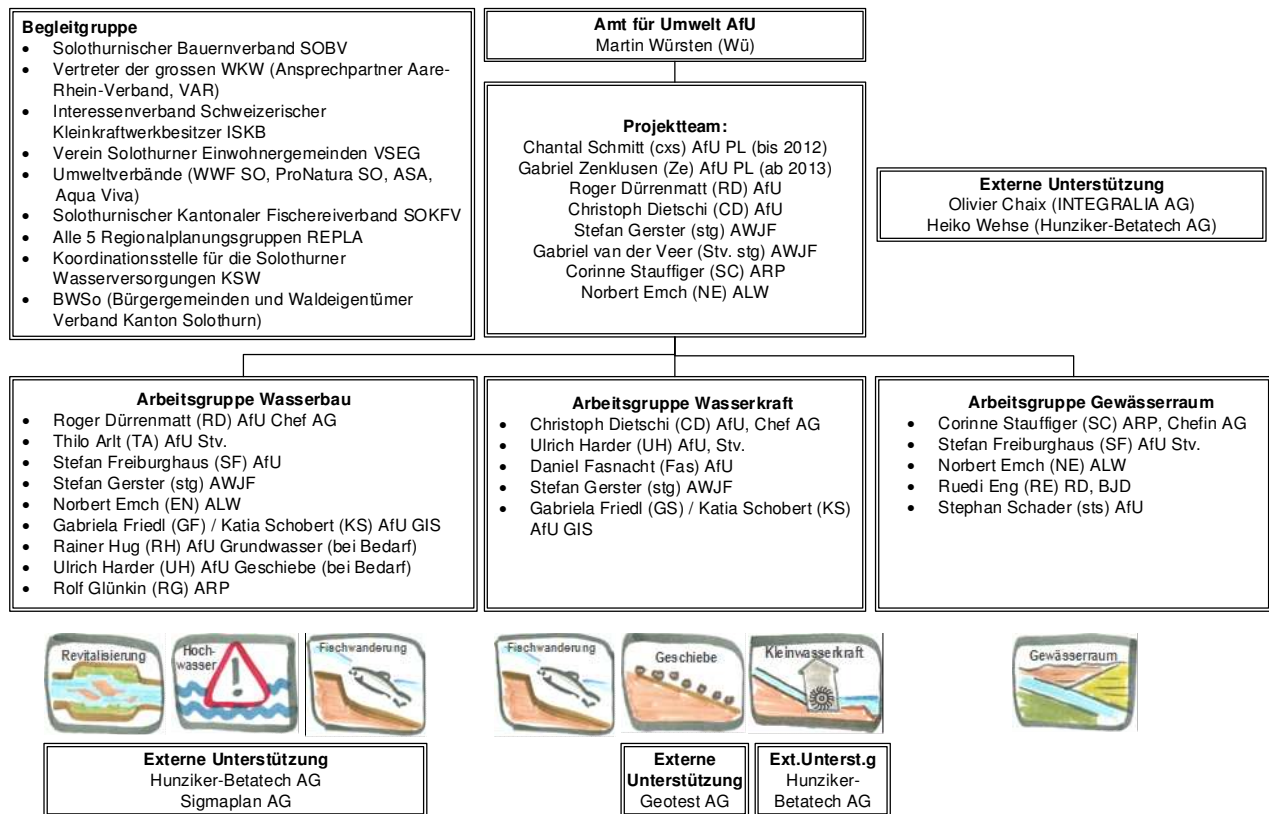 Begleitgruppe
• Solothurnischer Bauernverband SOBV
• Vertreter der grossen WKW (Ansprechpartner Aare-
Rhein-Verband, VAR)
• Interessenverband Schweizerischer
Kleinkraftwerkbesitzer ISKB
• Verein Solothurner Einwohnergemeinden VSEG
• Umweltverbände (WWF SO, ProNatura SO, ASA,
Aqua Viva)
• Solothurnischer Kantonaler Fischereiverband SOKFV
• Alle 5 Regionalplanungsgruppen REPLA
• Koordinationsstelle für die Solothurner
Wasserversorgungen KSW
• BWSo (Bürgergemeinden und Waldeigentümer
Verband Kanton Solothurn)
Amt für Umwelt AfU
Martin Würsten (Wü)
Projektteam:
Chantal Schmitt (cxs) AfU PL (bis 2012)
Gabriel Zenklusen (Ze) AfU PL (ab 2013)
Roger Dürrenmatt (RD) AfU
Christoph Dietschi (CD) AfU
Stefan Gerster (stg) AWJF
Gabriel van der Veer (Stv. stg) AWJF
Corinne Stauffiger (SC) ARP
Norbert Emch (NE) ALW
Externe Unterstützung
Olivier Chaix (INTEGRALIA AG)
Heiko Wehse (Hunziker-Betatech AG)
Arbeitsgruppe Wasserbau
• Roger Dürrenmatt (RD) AfU Chef AG
• Thilo Arlt (TA) AfU Stv.
• Stefan Freiburghaus (SF) AfU
• Stefan Gerster (stg) AWJF
• Norbert Emch (EN) ALW
• Gabriela Friedl (GF) / Katia Schobert (KS) AfU GIS
• Rainer Hug (RH) AfU Grundwasser (bei Bedarf)
• Ulrich Harder (UH) AfU Geschiebe (bei Bedarf)
• Rolf Glünkin (RG) ARP
Arbeitsgruppe Wasserkraft
• Christoph Dietschi (CD) AfU, Chef AG
• Ulrich Harder (UH) AfU, Stv.
• Daniel Fasnacht (Fas) AfU
• Stefan Gerster (stg) AWJF
• Gabriela Friedl (GS) / Katia Schobert (KS)
AfU GIS
Arbeitsgruppe Gewässerraum
• Corinne Stauffiger (SC) ARP, Chefin AG
• Stefan Freiburghaus (SF) AfU Stv.
• Norbert Emch (NE) ALW
• Ruedi Eng (RE) RD, BJD
• Stephan Schader (sts) AfU
Revitalisierung
Hoch-
wasser
Fischwanderung
Fischwanderung
Geschiebe
Kleinwasserkraft
Gewässerraum
Externe Unterstützung
Hunziker-Betatech AG
Sigmaplan AG
Externe
Unterstützung
Geotest AG
Ext.Unterst.g
Hunziker-
Betatech AG